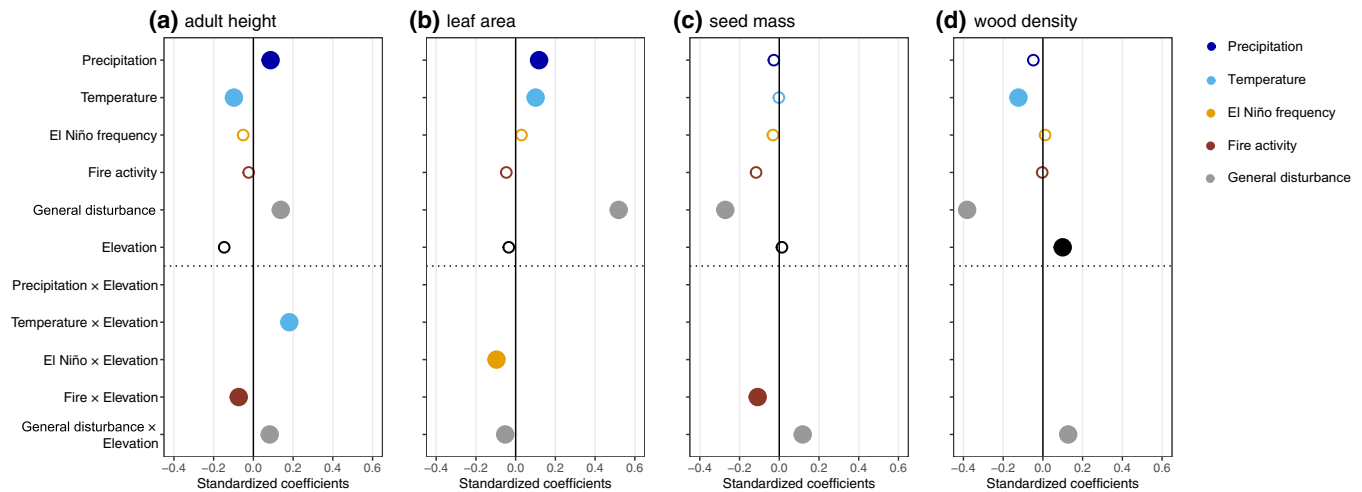 (a) adult height
(b) leaf area
(c) seed mass
(d) wood density
Precipitation
Temperature
El Niño frequency
Fire activity
General disturbance
Elevation
Precipitation × Elevation
Temperature × Elevation
El Niño × Elevation
Fire × Elevation
General disturbance ×
Elevation
−0.4 −0.2 0.0 0.2 0.4 0.6
−0.4 −0.2 0.0 0.2 0.4 0.6
−0.4 −0.2 0.0 0.2 0.4 0.6
−0.4 −0.2 0.0 0.2 0.4 0.6
Standardized coefficients
Standardized coefficients
Standardized coefficients
Standardized coefficients
Precipitation
Temperature
El Niño frequency
Fire activity
General disturbance